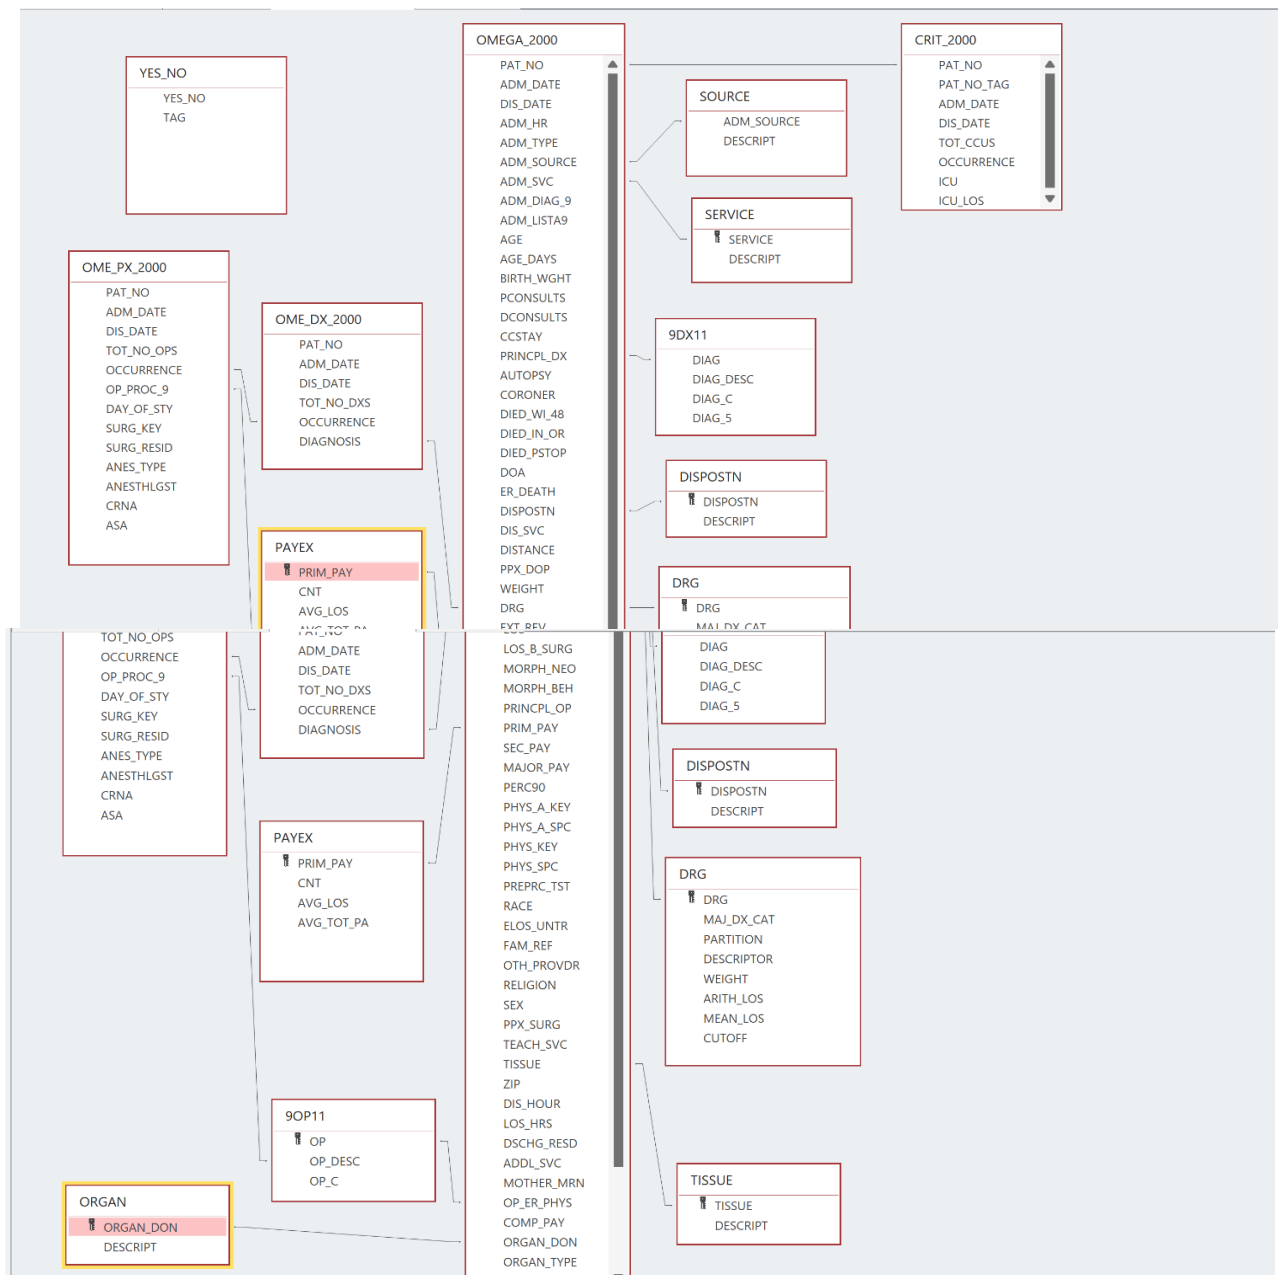 YES_NO
YES_NO
TAG
OME_PX_2000
PAT_NO
ADM_DATE
DIS_DATE
TOT_NO_OPS
OCCURRENCE
OP_PROC_9
DAY_OF_STY
SURG_KEY
SURG_RESID
ANES_TYPE
ANESTHLGST
CRNA
ASA
OME_DX_2000
PAT_NO
ADM_DATE
DIS_DATE
TOT_NO_DXS
OCCURRENCE
DIAGNOSIS
PAYEX
PRIM_PAY
CNT
AVG_LOS
OMEGA_2000
PAT_NO
ADM_DATE
DIS_DATE
ADM_HR
ADM_TYPE
ADM_SOURCE
ADM_SVC
ADM_DIAG_9
ADM_LISTA9
AGE
AGE_DAYS
BIRTH_WGHT
PCONSULTS
DCONSULTS
CCSTAY
PRINCPL_DX
AUTOPSY
CORONER
DIED_WI_48
DIED_IN_OR
DIED_PSTOP
DOA
ER_DEATH
DISPOSTN
DIS_SVC
DISTANCE
PPX_DOP
WEIGHT
DRG
EXT_REV
SOURCE
ADM_SOURCE
DESCRIPT
SERVICE
SERVICE
DESCRIPT
9DX11
DIAG
DIAG_DESC
DIAG_C
DIAG_5
DISPOSTN
DISPOSTN
DESCRIPT
DRG
DRG
MAJ_DX_CAT
CRIT_2000
PAT_NO
PAT_NO_TAG
ADM_DATE
DIS_DATE
TOT_CCUS
OCCURRENCE
ICU
ICU_LOS
TOT_NO_OPS
OCCURRENCE
OP_PROC_9
DAY_OF_STY
SURG_KEY
SURG_RESID
ANES_TYPE
ANESTHLGST
CRNA
ASA
ADM_DATE
DIS_DATE
TOT_NO_DXS
OCCURRENCE
DIAGNOSIS
PAYEX
PRIM_PAY
CNT
AVG_LOS
AVG_TOT_PA
9OP11
OP
OP_DESC
OP_C
ORGAN
ORGAN_DON
DESCRIPT
LOS_B_SURG
MORPH_NEO
MORPH_BEH
PRINCPL_OP
PRIM_PAY
SEC_PAY
MAJOR_PAY
PERC90
PHYS_A_KEY
PHYS_A_SPC
PHYS_KEY
PHYS_SPC
PREPRC_TST
RACE
ELOS_UNTR
FAM_REF
OTH_PROVDR
RELIGION
SEX
PPX_SURG
TEACH_SVC
TISSUE
ZIP
DIS_HOUR
LOS_HRS
DSCHG_RESD
ADDL_SVC
MOTHER_MRN
OP_ER_PHYS
COMP_PAY
ORGAN_DON
ORGAN_TYPE
DIAG
DIAG_DESC
DIAG_C
DIAG_5
DISPOSTN
DISPOSTN
DESCRIPT
DRG
DRG
MAJ_DX_CAT
PARTITION
DESCRIPTOR
WEIGHT
ARITH_LOS
MEAN_LOS
CUTOFF
TISSUE
TISSUE
DESCRIPT